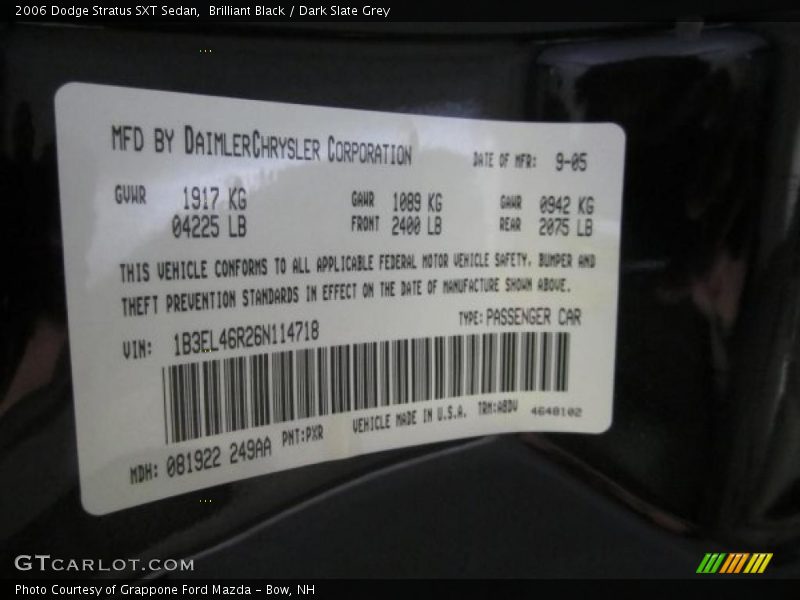 2006 Dodge Stratus SXT Sedan,  Brilliant Black / Dark Slate Grey
MFD BY DAIMLERCHRYSLER CORPORATION DATE OF MFR: 9-05
GVWR 1917 KG GAWR 1089 KG GAWR 0942 KG
04225 LB FRONT 2400 LB REAR 2075 LB
THIS VEHICLE CONFORMS TO ALL APPLICABLE FEDERAL MOTOR VEHICLE SAFETY, BUMPER AND
THEFT PREVENTION STANDARDS IN EFFECT ON THE DATE OF MANUFACTURE SHOWN ABOVE.
VIN: 1B3EL46R26N114718 TYPE: PASSENGER CAR
MDH: 081922 249AA PNT:PXR VEHICLE MADE IN U.S.A. TRM:ABDV 4648102
GTCARLOT.COM
Photo Courtesy of Grappone Ford Mazda - Bow, NH